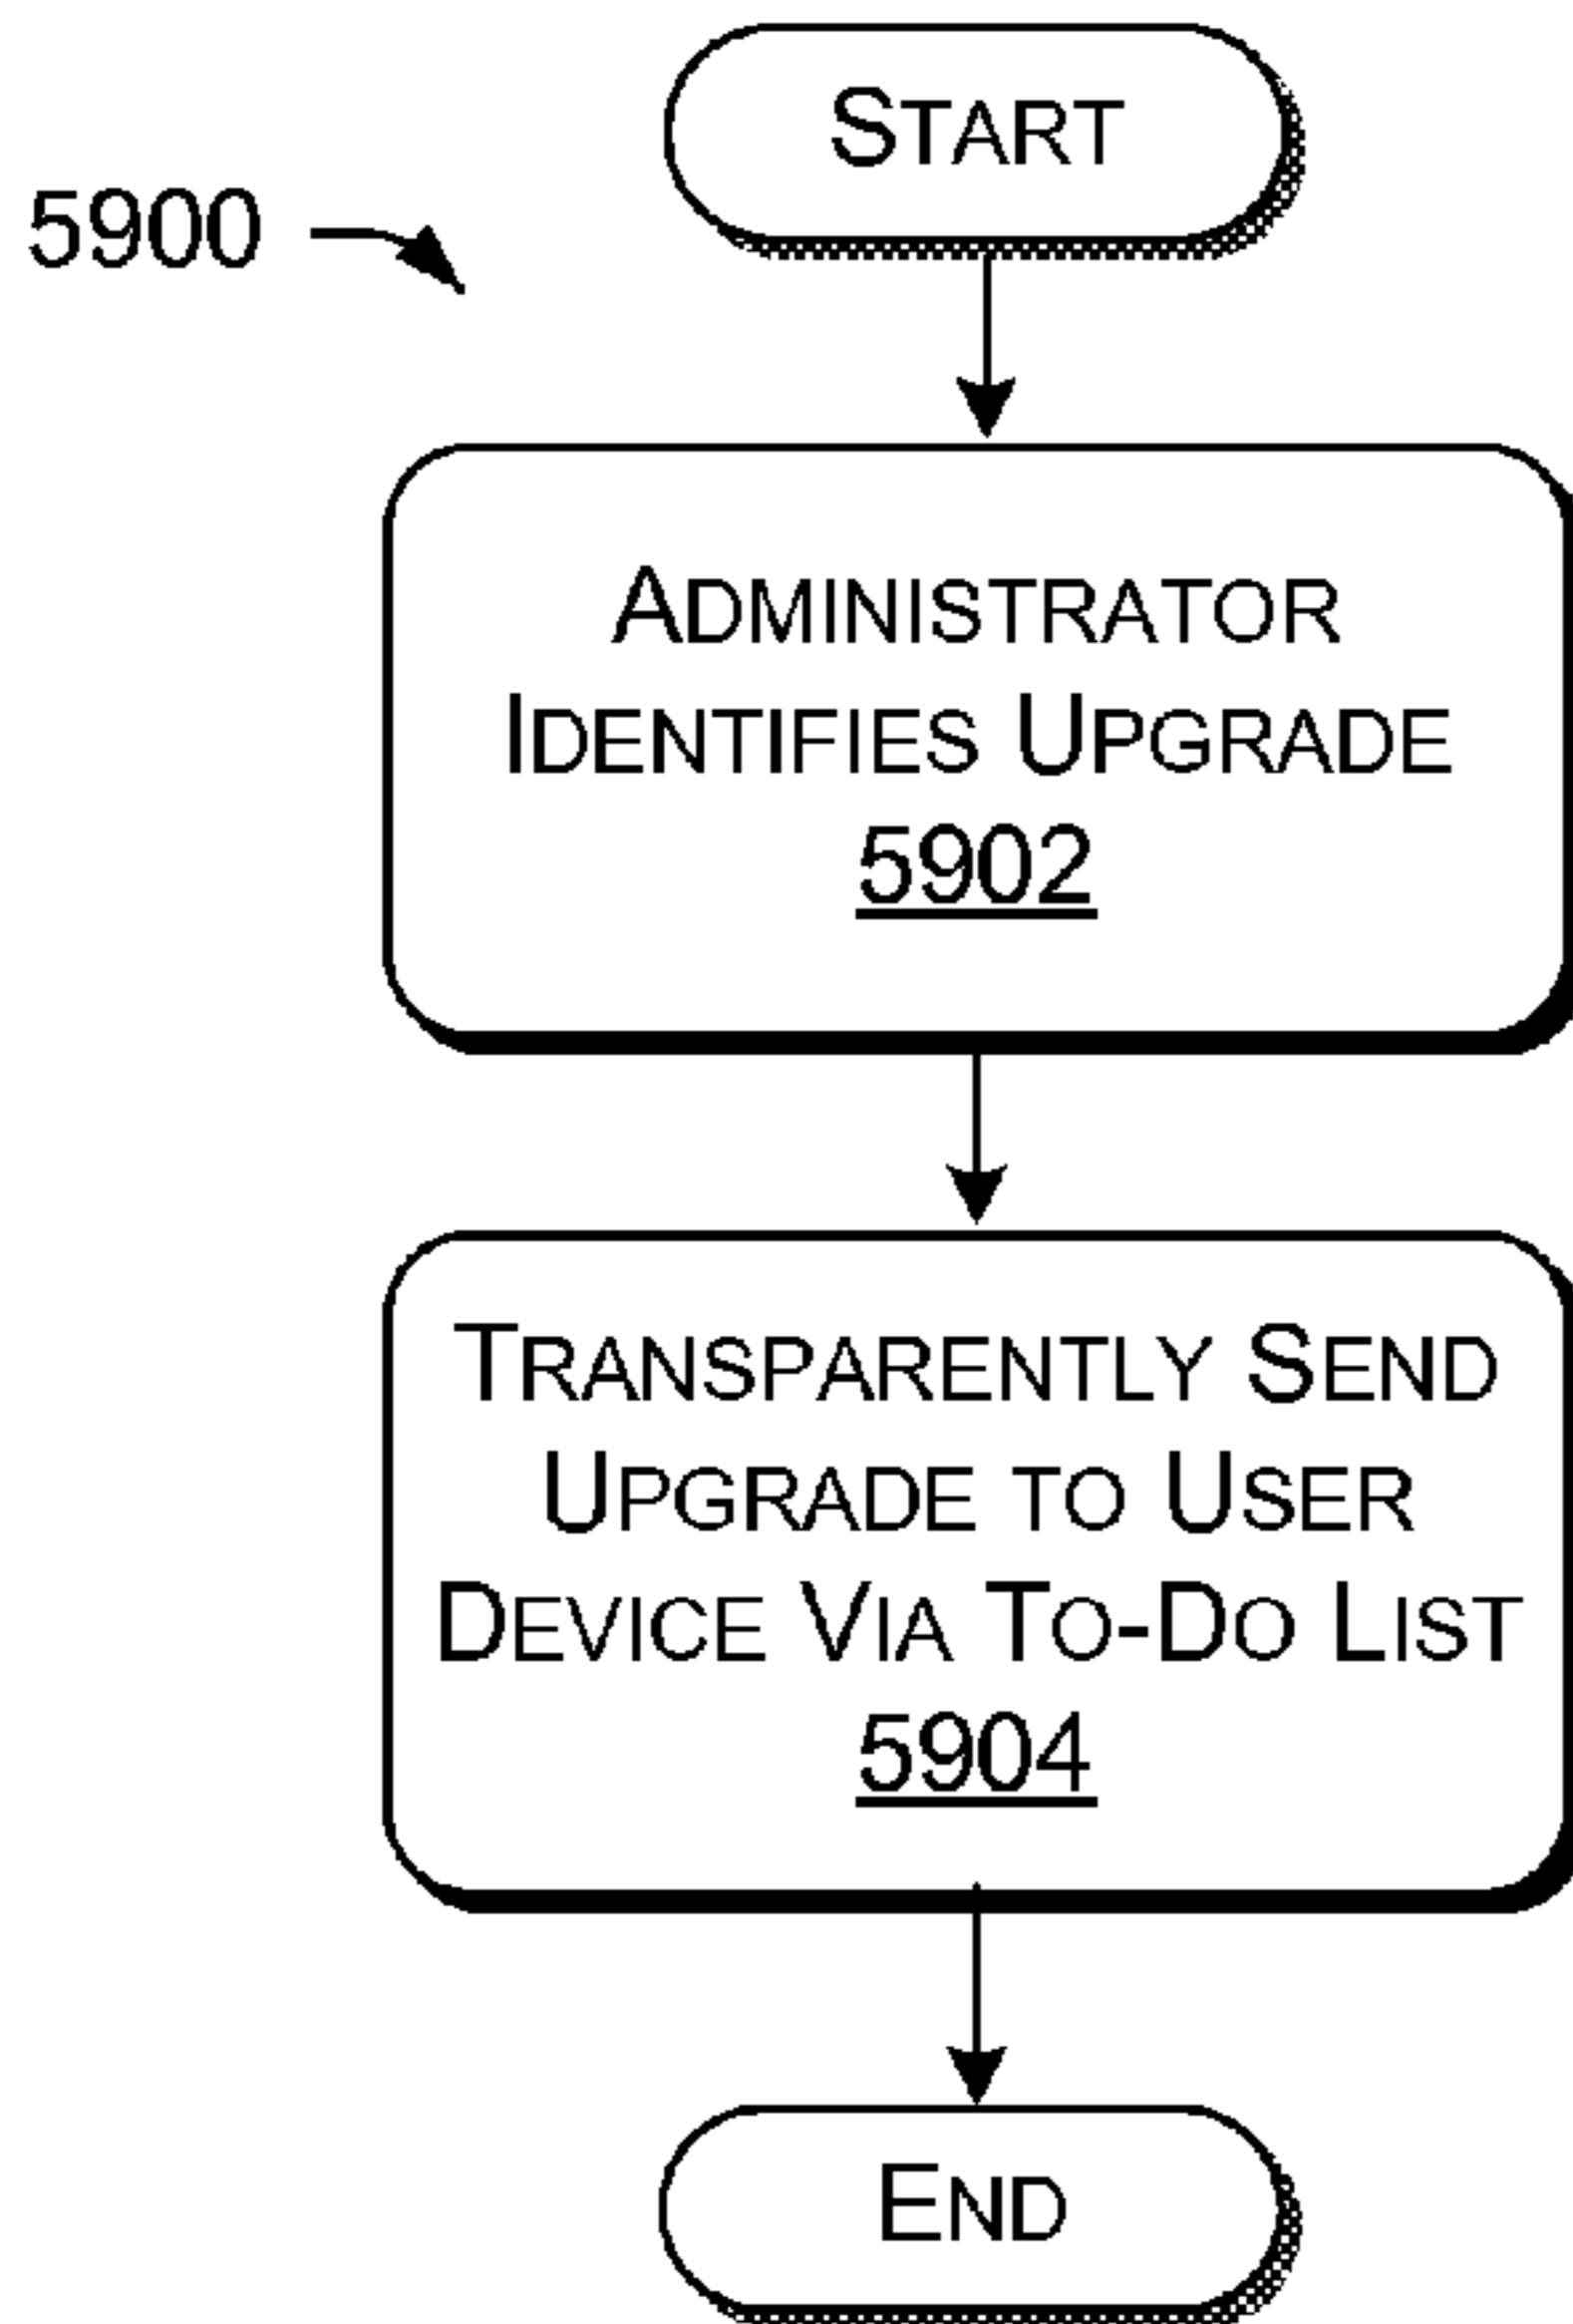 START
5900
ADMINISTRATOR
IDENTIFIES UPGRADE
5902
TRANSPARENTLY SEND
UPGRADE TO USER
DEVICE VIA TO-DO LIST
5904
END